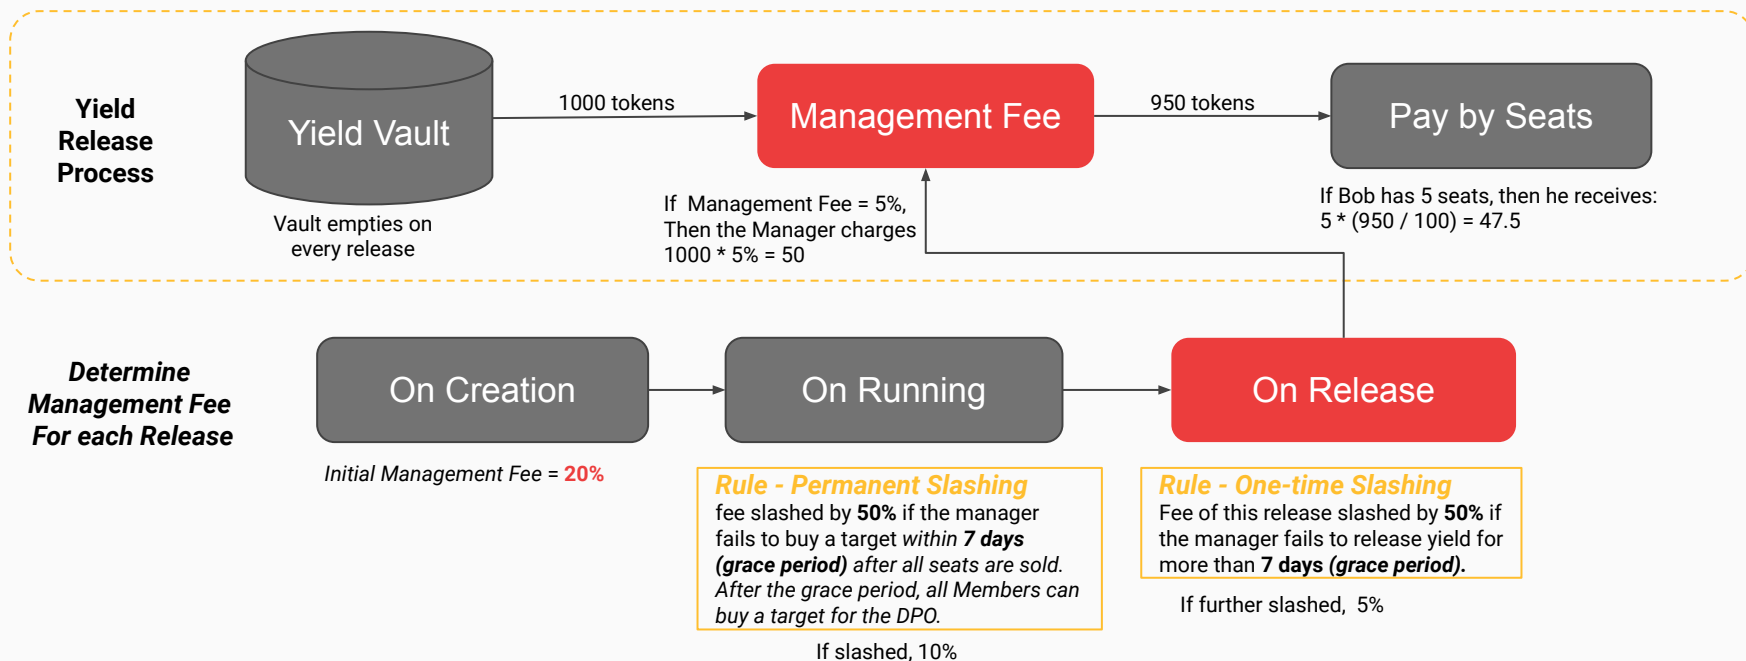 Yield
Release
Process
Yield Vault
Vault empties on
every release
1000 tokens
Management Fee
If  Management Fee = 5%,
Then the Manager charges
1000 * 5% = 50
950 tokens
Pay by Seats
If Bob has 5 seats, then he receives:
5 * (950 / 100) = 47.5
Determine
Management Fee
For each Release
On Creation
Initial Management Fee = 20%
On Running
Rule - Permanent Slashing
fee slashed by 50% if the manager
fails to buy a target within 7 days
(grace period) after all seats are sold.
After the grace period, all Members can
buy a target for the DPO.
If slashed, 10%
On Release
Rule - One-time Slashing
Fee of this release slashed by 50% if
the manager fails to release yield for
more than 7 days (grace period).
If further slashed,  5%